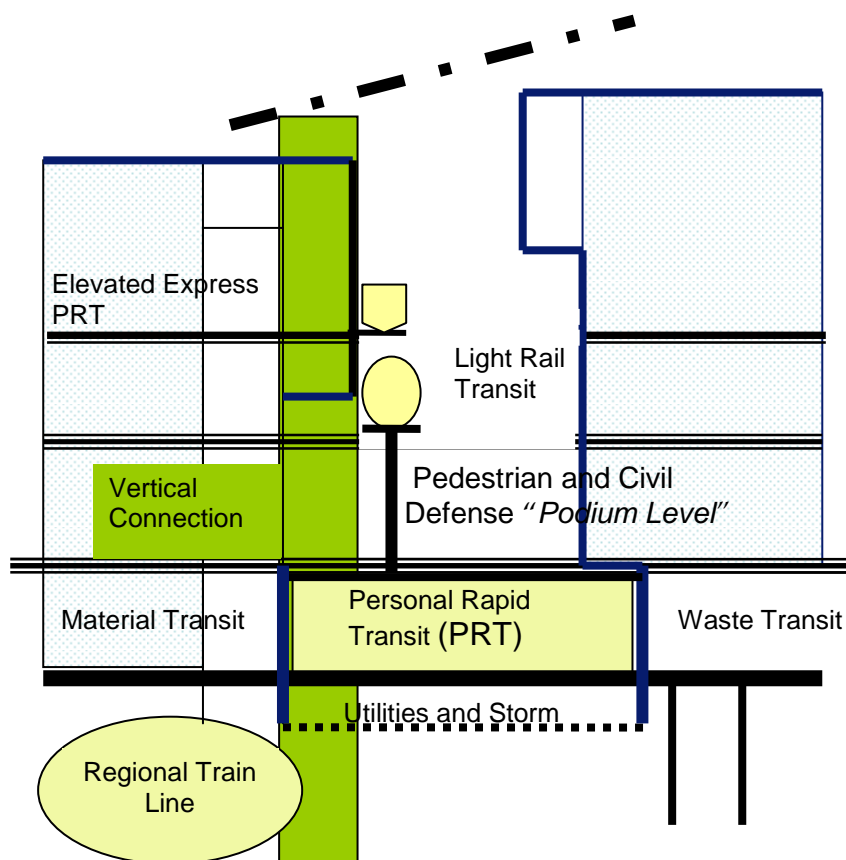 Elevated Express
PRT
Light Rail
Transit
Vertical
Connection
Pedestrian and Civil
Defense “Podium Level”
Material Transit
Personal Rapid
Transit (PRT)
Waste Transit
Utilities and Storm
Regional Train
Line